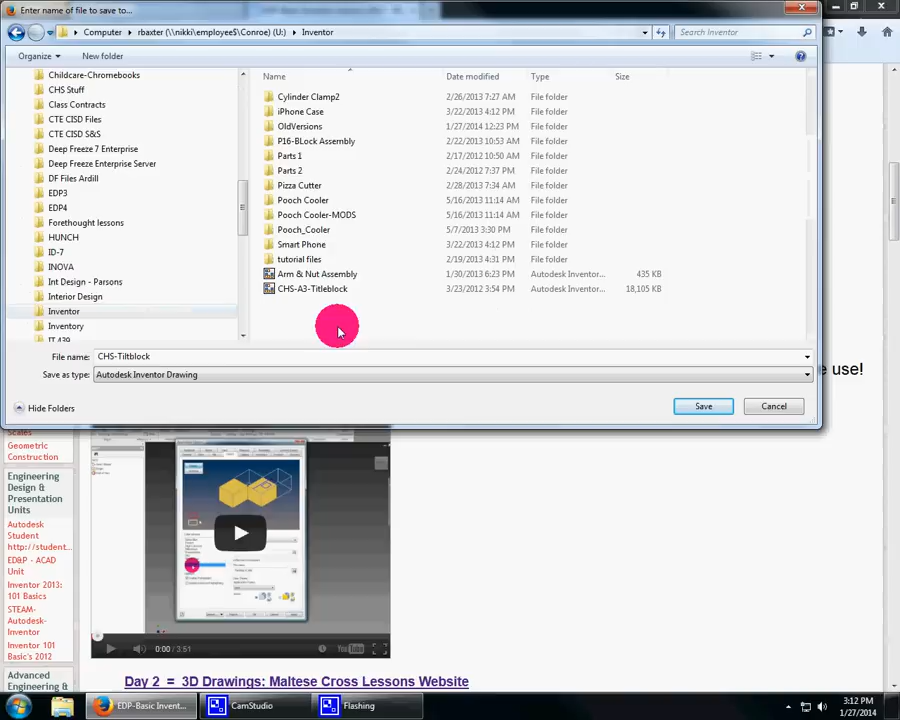 Enter name of file to save to...
Computer ▸ rbaxter (\\nikki\employee$\Conroe) (U:) ▸ Inventor
Search Inventor
Organize
New folder
Childcare-Chromebooks
CHS Stuff
Class Contracts
CTE CISD Files
CTE CISD S&S
Deep Freeze 7 Enterprise
Deep Freeze Enterprise Server
DF Files Ardill
EDP3
EDP4
Forethought lessons
HUNCH
ID-7
INOVA
Int Design - Parsons
Interior Design
Inventor
Inventory
IT 439
Name Date modified Type Size
Cylinder Clamp2 2/26/2013 7:27 AM File folder
iPhone Case 3/22/2013 4:12 PM File folder
OldVersions 1/27/2014 12:23 PM File folder
P16-BLock Assembly 2/22/2013 10:53 AM File folder
Parts 1 2/17/2012 10:50 AM File folder
Parts 2 2/24/2012 7:37 PM File folder
Pizza Cutter 2/28/2013 7:34 AM File folder
Pooch Cooler 5/16/2013 11:14 AM File folder
Pooch Cooler-MODS 5/16/2013 11:14 AM File folder
Pooch_Cooler 5/7/2013 3:30 PM File folder
Smart Phone 3/22/2013 4:12 PM File folder
tutorial files 2/19/2013 4:31 PM File folder
Arm & Nut Assembly 1/30/2013 6:23 PM Autodesk Inventor... 435 KB
CHS-A3-Titleblock 3/23/2012 3:54 PM Autodesk Inventor... 18,105 KB
File name: CHS-Tiltblock
Save as type: Autodesk Inventor Drawing
Hide Folders
Save
Cancel
e use!
Scales
Geometric
Construction
Engineering
Design &
Presentation
Units
Autodesk
Student
http://student...
ED&P - ACAD
Unit
Inventor 2013:
101 Basics
STEAM-
Autodesk-
Inventor
Inventor 101
Basic's 2012
Advanced
Engineering &
0:00 / 3:51
YouTube
Day 2 = 3D Drawings: Maltese Cross Lessons Website
EDP-Basic Invent...
CamStudio
Flashing
3:12 PM
1/27/2014